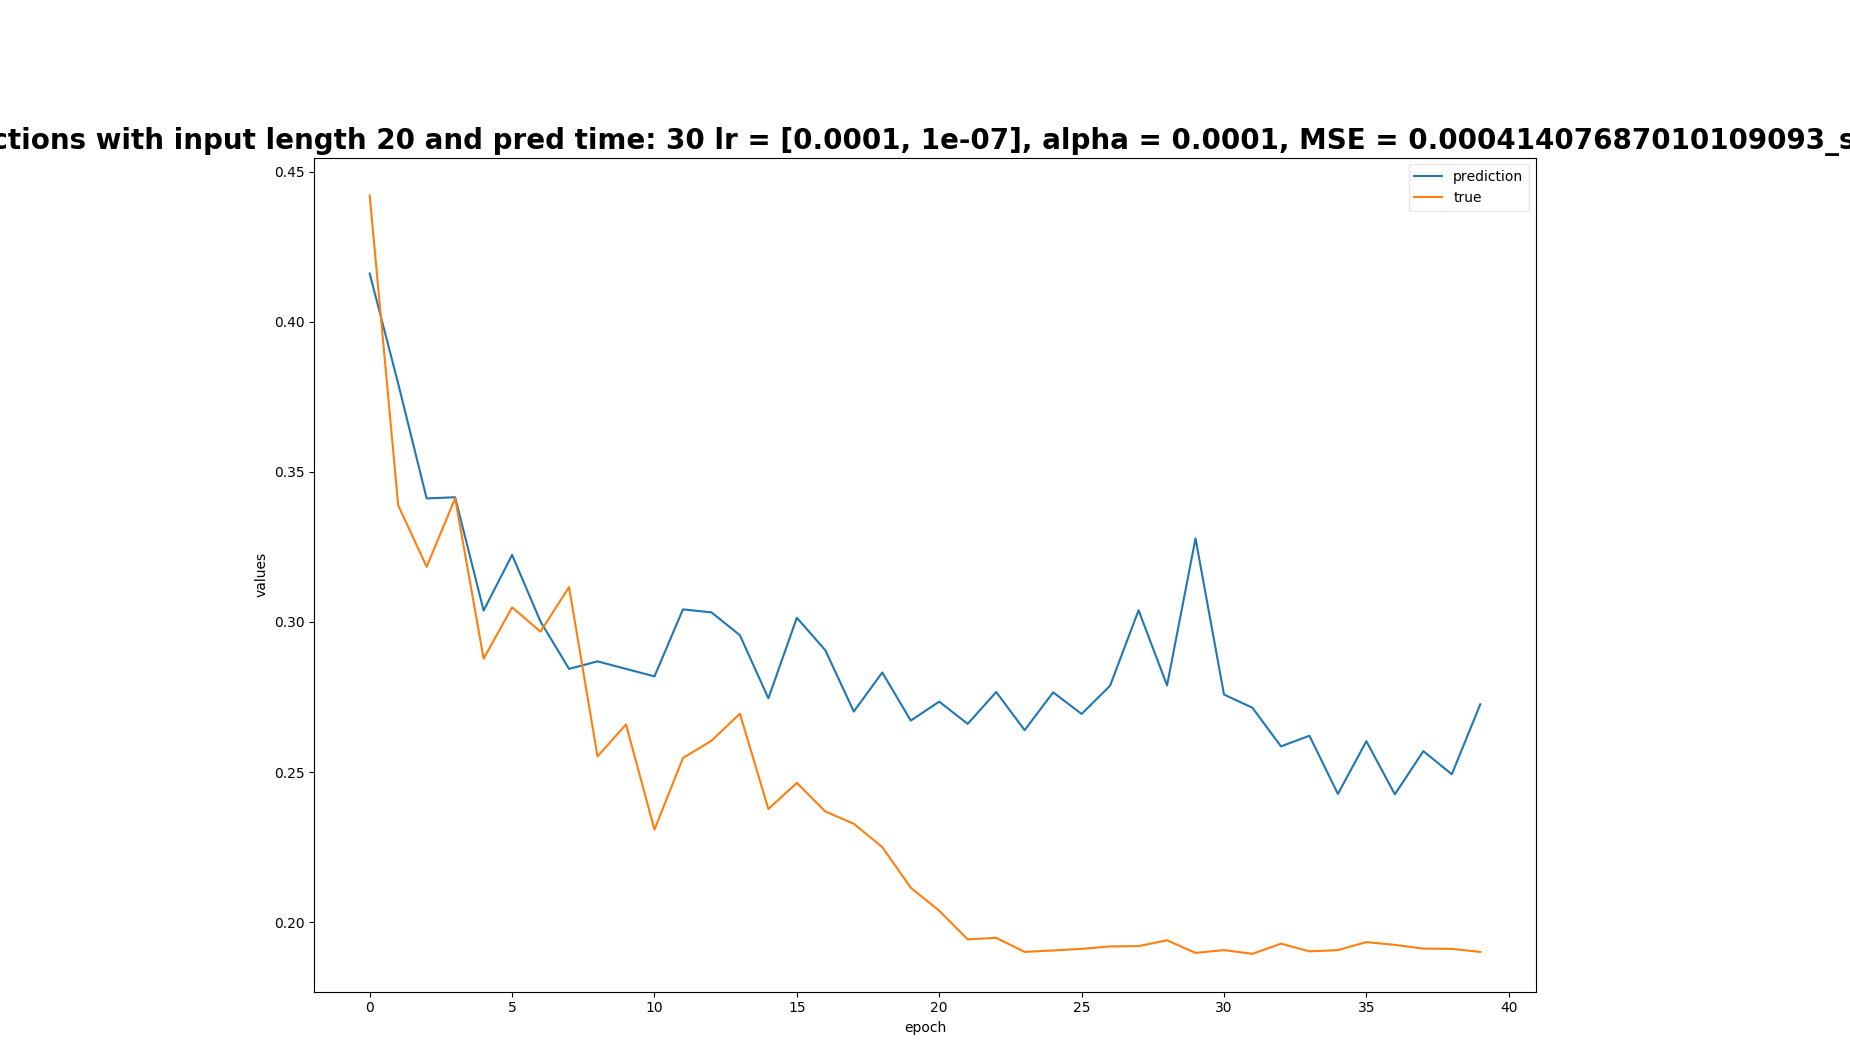 ctions with input length 20 and pred time: 30 lr = [0.0001, 1e-07], alpha = 0.0001, MSE = 0.00041407687010109093_s
prediction
true
0.45
0.40
0.35
0.30
0.25
0.20
values
0 5 10 15 20 25 30 35 40
epoch